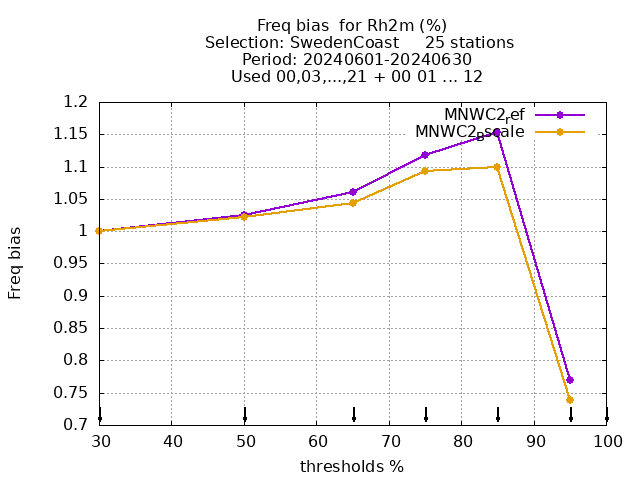 Freq bias  for Rh2m (%)
Selection: SwedenCoast     25 stations
Period: 20240601-20240630
Used 00,03,...,21 + 00 01 ... 12
MNWC2ref
MNWC2Bscale
1.2
1.15
1.1
1.05
1
0.95
0.9
0.85
0.8
0.75
0.7
Freq bias
30 40 50 60 70 80 90 100
thresholds %